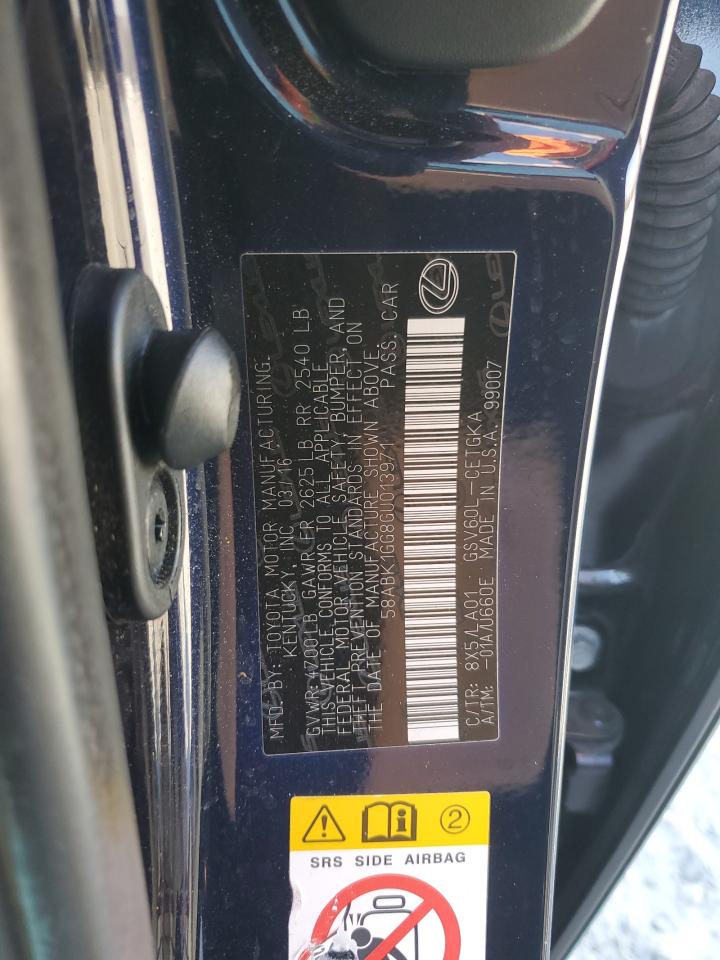 MFD.BY: TOYOTA MOTOR MANUFACTURING.
KENTUCKY, INC. 03/16
GVWR: GAWR: FR 2625 LB RR 2540 LB
THIS VEHICLE CONFORMS TO ALL APPLICABLE
FEDERAL MOTOR VEHICLE SAFETY, BUMPER, AND
THEFT PREVENTION STANDARDS IN EFFECT ON
THE DATE OF MANUFACTURE SHOWN ABOVE.
58ABK1GG8GU013971 PASS. CAR
C/TR: 8X5/LA01 GSV60L-CETGKA
A/TM: -01A/U660E MADE IN U.S.A. 99007
2
SRS SIDE AIRBAG